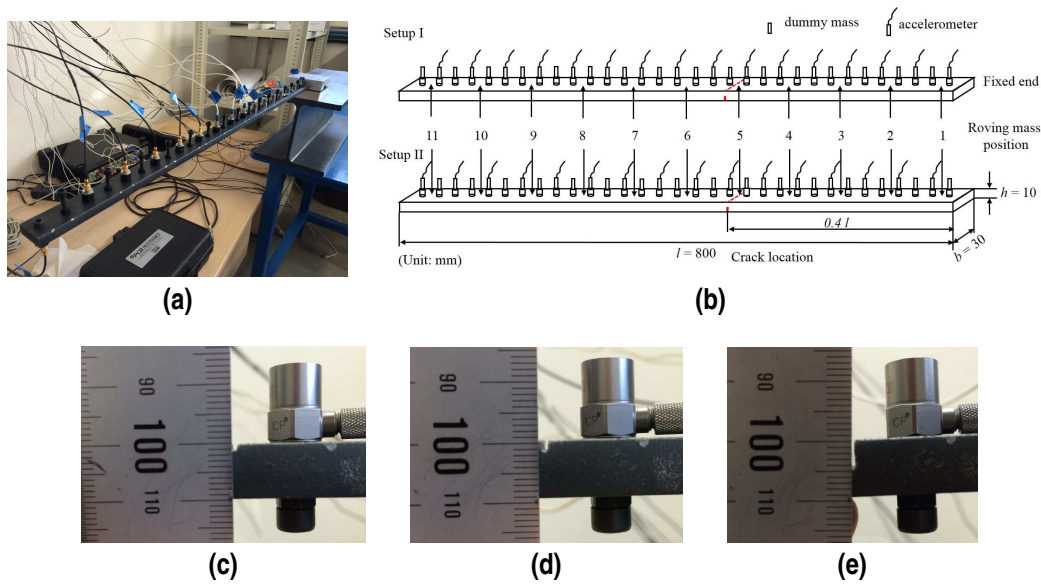 Setup I
dummy mass
accelerometer
Fixed end
11 10 9 8 7 6 5 4 3 2 1
Roving mass
position
Setup II
h = 10
0.4 l
b = 30
(Unit: mm)
l = 800
Crack location
(a)
(b)
90
100
110
ICP®
90
100
110
ICP®
90
100
110
ICP®
(c)
(d)
(e)